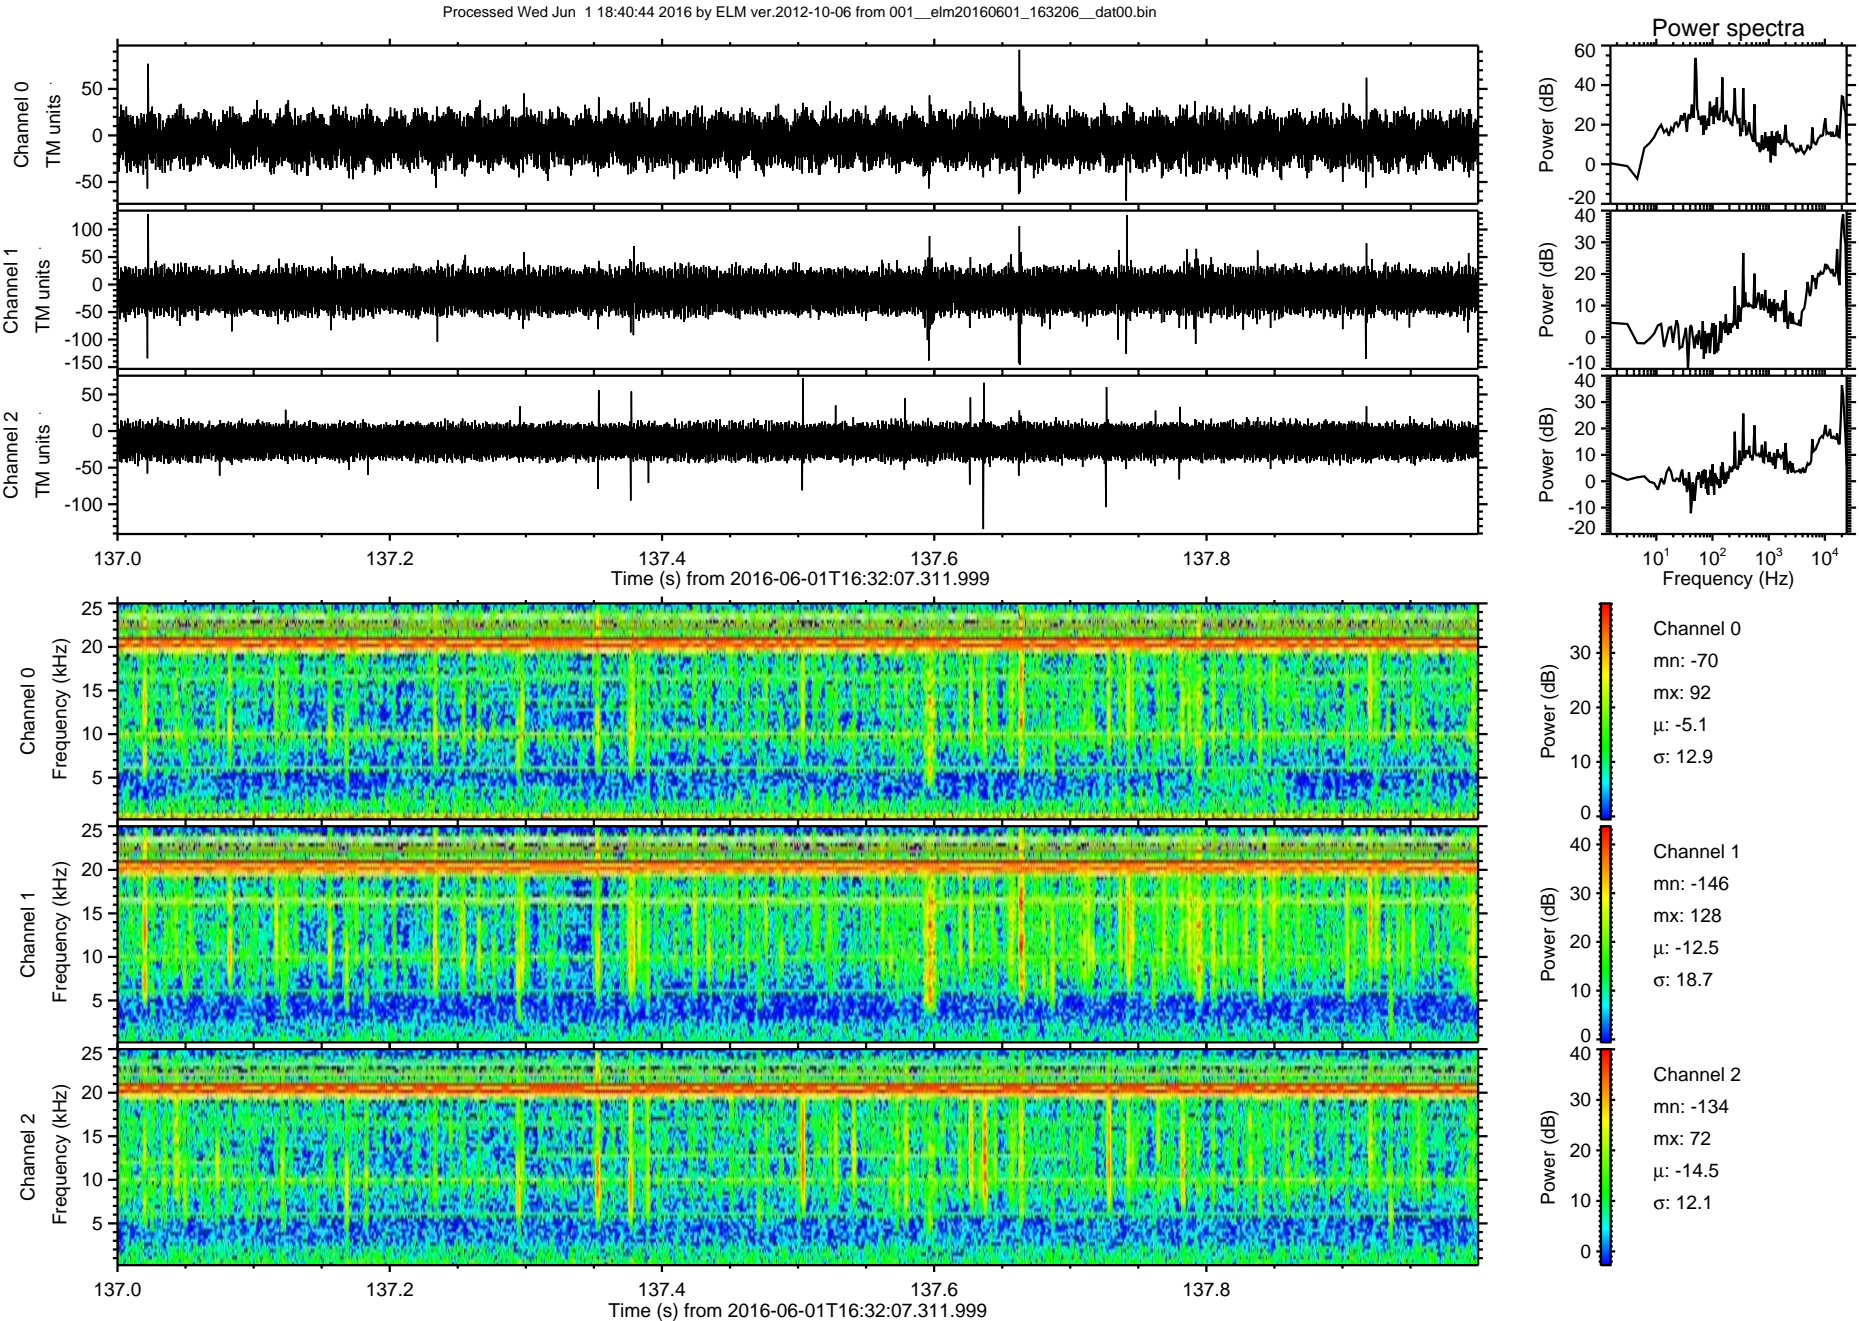 Processed Wed Jun 1 18:40:44 2016 by ELM ver.2012-10-06 from 001__elm20160601_163206__dat00.bin
Power spectra
Channel 0
TM units
50
0
-50
Power (dB)
60
40
20
0
-20
Channel 1
TM units
100
50
0
-50
-100
-150
Power (dB)
40
30
20
10
0
-10
Channel 2
TM units
50
0
-50
-100
Power (dB)
40
30
20
10
0
-10
-20
137.0 137.2 137.4 137.6 137.8
Time (s) from 2016-06-01T16:32:07.311.999
10^1 10^2 10^3 10^4
Frequency (Hz)
Channel 0
Frequency (kHz)
25
20
15
10
5
Power (dB)
30
20
10
0
Channel 0
mn: -70
mx: 92
µ: -5.1
σ: 12.9
Channel 1
Frequency (kHz)
25
20
15
10
5
Power (dB)
40
30
20
10
0
Channel 1
mn: -146
mx: 128
µ: -12.5
σ: 18.7
Channel 2
Frequency (kHz)
25
20
15
10
5
Power (dB)
40
30
20
10
0
Channel 2
mn: -134
mx: 72
µ: -14.5
σ: 12.1
137.0 137.2 137.4 137.6 137.8
Time (s) from 2016-06-01T16:32:07.311.999